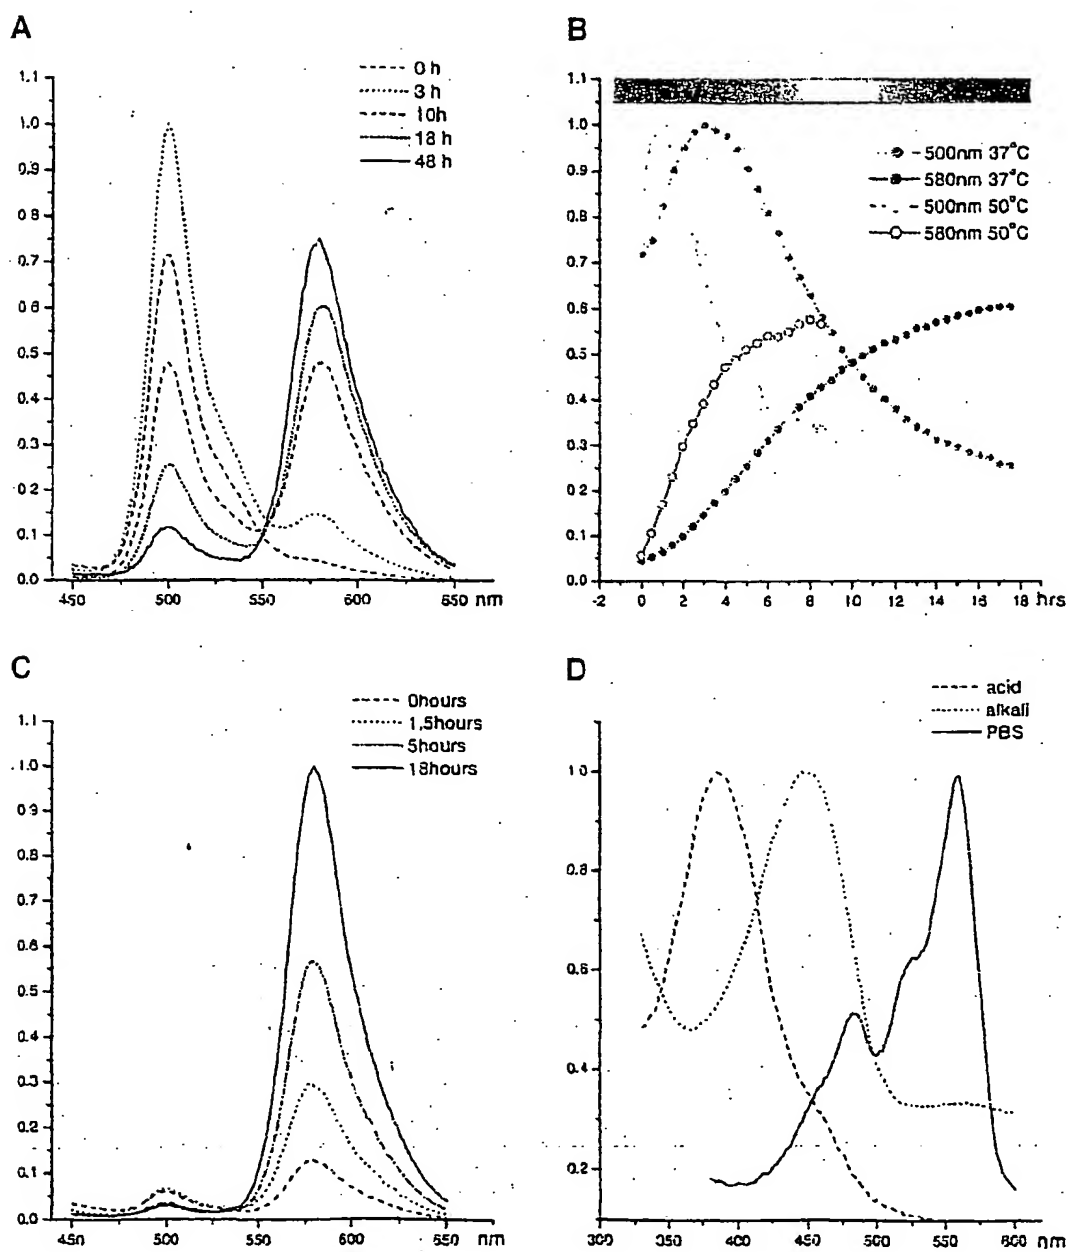 A
0 h
3 h
10h
18 h
48 h
1.1
1.0
0.9
0.8
0.7
0.6
0.5
0.4
0.3
0.2
0.1
0.0
450 500 550 600 650 nm
B
500nm 37°C
580nm 37°C
500nm 50°C
580nm 50°C
1.1
1.0
0.9
0.8
0.7
0.6
0.5
0.4
0.3
0.2
0.1
0.0
-2 0 2 4 6 8 10 12 14 16 18 hrs
C
0hours
1,5hours
5hours
18hours
1.1
1.0
0.9
0.8
0.7
0.6
0.5
0.4
0.3
0.2
0.1
0.0
450 500 550 600 650 nm
D
acid
alkali
PBS
1.0
0.8
0.6
0.4
0.2
300 350 400 450 500 550 600 nm